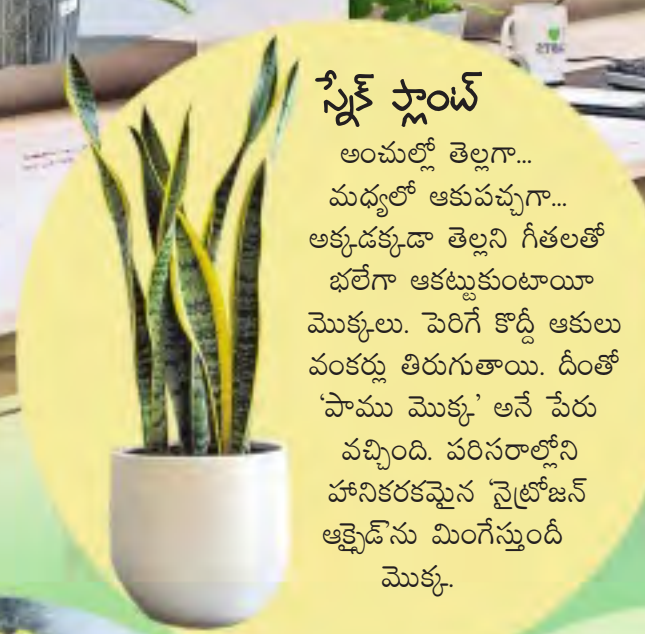 స్నేక్ ప్లాంట్
అంచుల్లో తెల్లగా...
మధ్యలో ఆకుపచ్చగా...
అక్కడక్కడా తెల్లని గీతలతో
భలేగా ఆకట్టుకుంటాయీ
మొక్కలు. పెరిగే కొద్దీ ఆకులు
వంకర్లు తిరుగుతాయి. దీంతో
‘పాము మొక్క’ అనే పేరు
వచ్చింది. పరిసరాల్లోని
హానికరకమైన ‘నైట్రోజన్
ఆక్సైడ్’ను మింగేస్తుందీ
మొక్క.